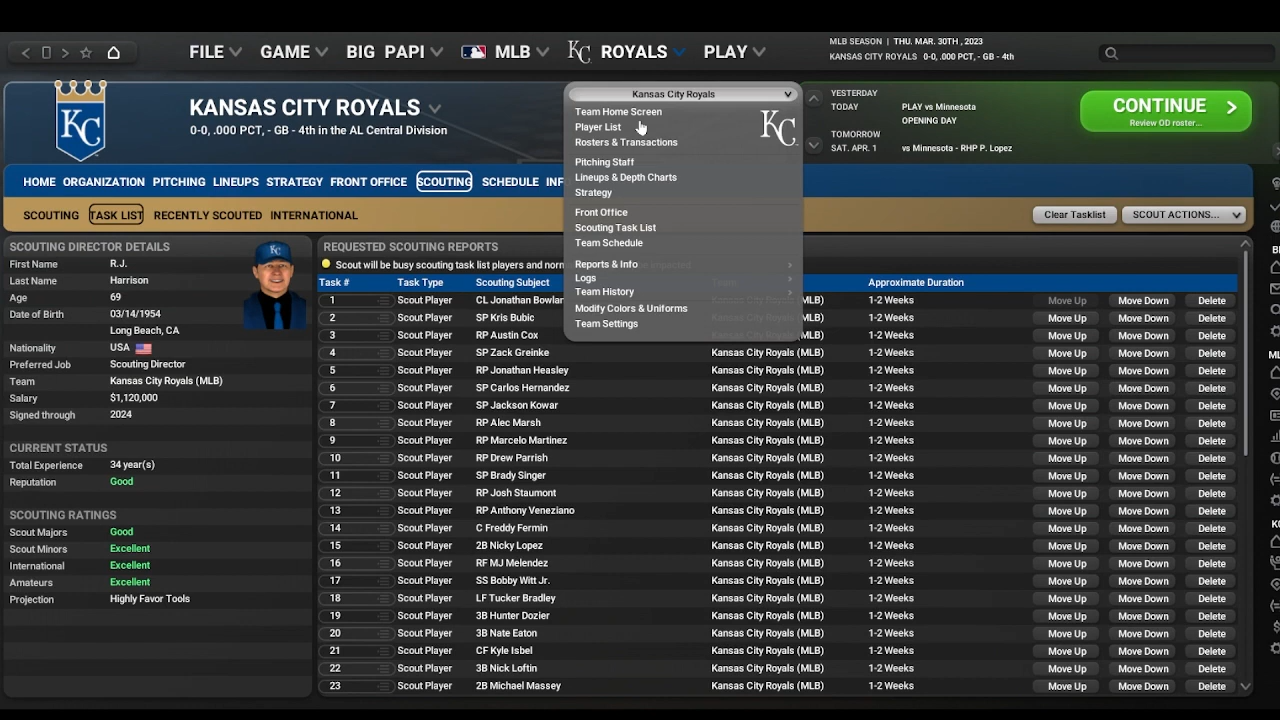 FILE GAME BIG PAPI MLB ROYALS PLAY
MLB SEASON | THU. MAR. 30TH , 2023
KANSAS CITY ROYALS 0-0, .000 PCT, - GB - 4th
KANSAS CITY ROYALS
0-0, .000 PCT, - GB - 4th in the AL Central Division
Kansas City Royals
Team Home Screen
Player List
Rosters & Transactions
Pitching Staff
Lineups & Depth Charts
Strategy
Front Office
Scouting Task List
Team Schedule
Reports & Info
Logs
Team History
Modify Colors & Uniforms
Team Settings
YESTERDAY
TODAY PLAY vs Minnesota
OPENING DAY
TOMORROW
SAT. APR. 1 vs Minnesota - RHP P. Lopez
CONTINUE
Review OD roster...
HOME ORGANIZATION PITCHING LINEUPS STRATEGY FRONT OFFICE SCOUTING SCHEDULE
SCOUTING TASK LIST RECENTLY SCOUTED INTERNATIONAL
Clear Tasklist SCOUT ACTIONS...
SCOUTING DIRECTOR DETAILS
First Name R.J.
Last Name Harrison
Age 69
Date of Birth 03/14/1954
Long Beach, CA
Nationality USA
Preferred Job Scouting Director
Team Kansas City Royals (MLB)
Salary $1,120,000
Signed through 2024
CURRENT STATUS
Total Experience 34 year(s)
Reputation Good
SCOUTING RATINGS
Scout Majors Good
Scout Minors Excellent
International Excellent
Amateurs Excellent
Projection Highly Favor Tools
REQUESTED SCOUTING REPORTS
Scout will be busy scouting task list players and
Task # Task Type Scouting Subject Approximate Duration
1 Scout Player CL Jonathan (MLB) 1-2 Weeks Move Up Move Down Delete
2 Scout Player SP Kris Bubic (MLB) 1-2 Weeks Move Up Move Down Delete
3 Scout Player RP Austin Cox (MLB) 1-2 Weeks Move Up Move Down Delete
4 Scout Player SP Zack Greinke Kansas City Royals (MLB) 1-2 Weeks Move Up Move Down Delete
5 Scout Player RP Jonathan Heasley Kansas City Royals (MLB) 1-2 Weeks Move Up Move Down Delete
6 Scout Player SP Carlos Hernandez Kansas City Royals (MLB) 1-2 Weeks Move Up Move Down Delete
7 Scout Player SP Jackson Kowar Kansas City Royals (MLB) 1-2 Weeks Move Up Move Down Delete
8 Scout Player RP Alec Marsh Kansas City Royals (MLB) 1-2 Weeks Move Up Move Down Delete
9 Scout Player RP Marcelo Martinez Kansas City Royals (MLB) 1-2 Weeks Move Up Move Down Delete
10 Scout Player RP Drew Parrish Kansas City Royals (MLB) 1-2 Weeks Move Up Move Down Delete
11 Scout Player SP Brady Singer Kansas City Royals (MLB) 1-2 Weeks Move Up Move Down Delete
12 Scout Player RP Josh Staumont Kansas City Royals (MLB) 1-2 Weeks Move Up Move Down Delete
13 Scout Player RP Anthony Veneziano Kansas City Royals (MLB) 1-2 Weeks Move Up Move Down Delete
14 Scout Player C Freddy Fermin Kansas City Royals (MLB) 1-2 Weeks Move Up Move Down Delete
15 Scout Player 2B Nicky Lopez Kansas City Royals (MLB) 1-2 Weeks Move Up Move Down Delete
16 Scout Player RF MJ Melendez Kansas City Royals (MLB) 1-2 Weeks Move Up Move Down Delete
17 Scout Player SS Bobby Witt Jr. Kansas City Royals (MLB) 1-2 Weeks Move Up Move Down Delete
18 Scout Player LF Tucker Bradley Kansas City Royals (MLB) 1-2 Weeks Move Up Move Down Delete
19 Scout Player 3B Hunter Dozier Kansas City Royals (MLB) 1-2 Weeks Move Up Move Down Delete
20 Scout Player 3B Nate Eaton Kansas City Royals (MLB) 1-2 Weeks Move Up Move Down Delete
21 Scout Player CF Kyle Isbel Kansas City Royals (MLB) 1-2 Weeks Move Up Move Down Delete
22 Scout Player 3B Nick Loftin Kansas City Royals (MLB) 1-2 Weeks Move Up Move Down Delete
23 Scout Player 2B Michael Massey Kansas City Royals (MLB) 1-2 Weeks Move Up Move Down Delete